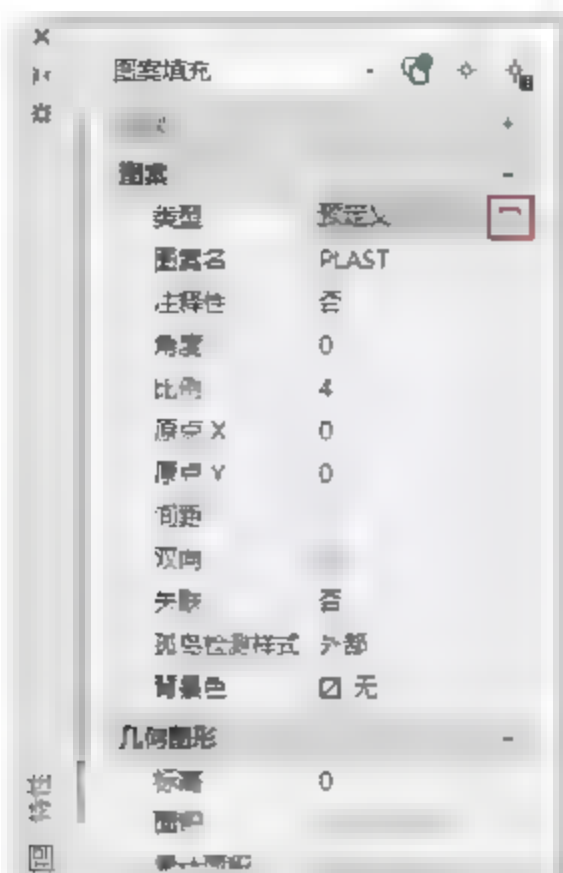 图案填充
图案
类型 预定义
图案名 PLAST
注释性 否
角度 0
比例 4
原点 X 0
原点 Y 0
间距
双向
关联 否
孤岛检测样式 外部
背景色 无
几何图形
标高 0
面积
特性